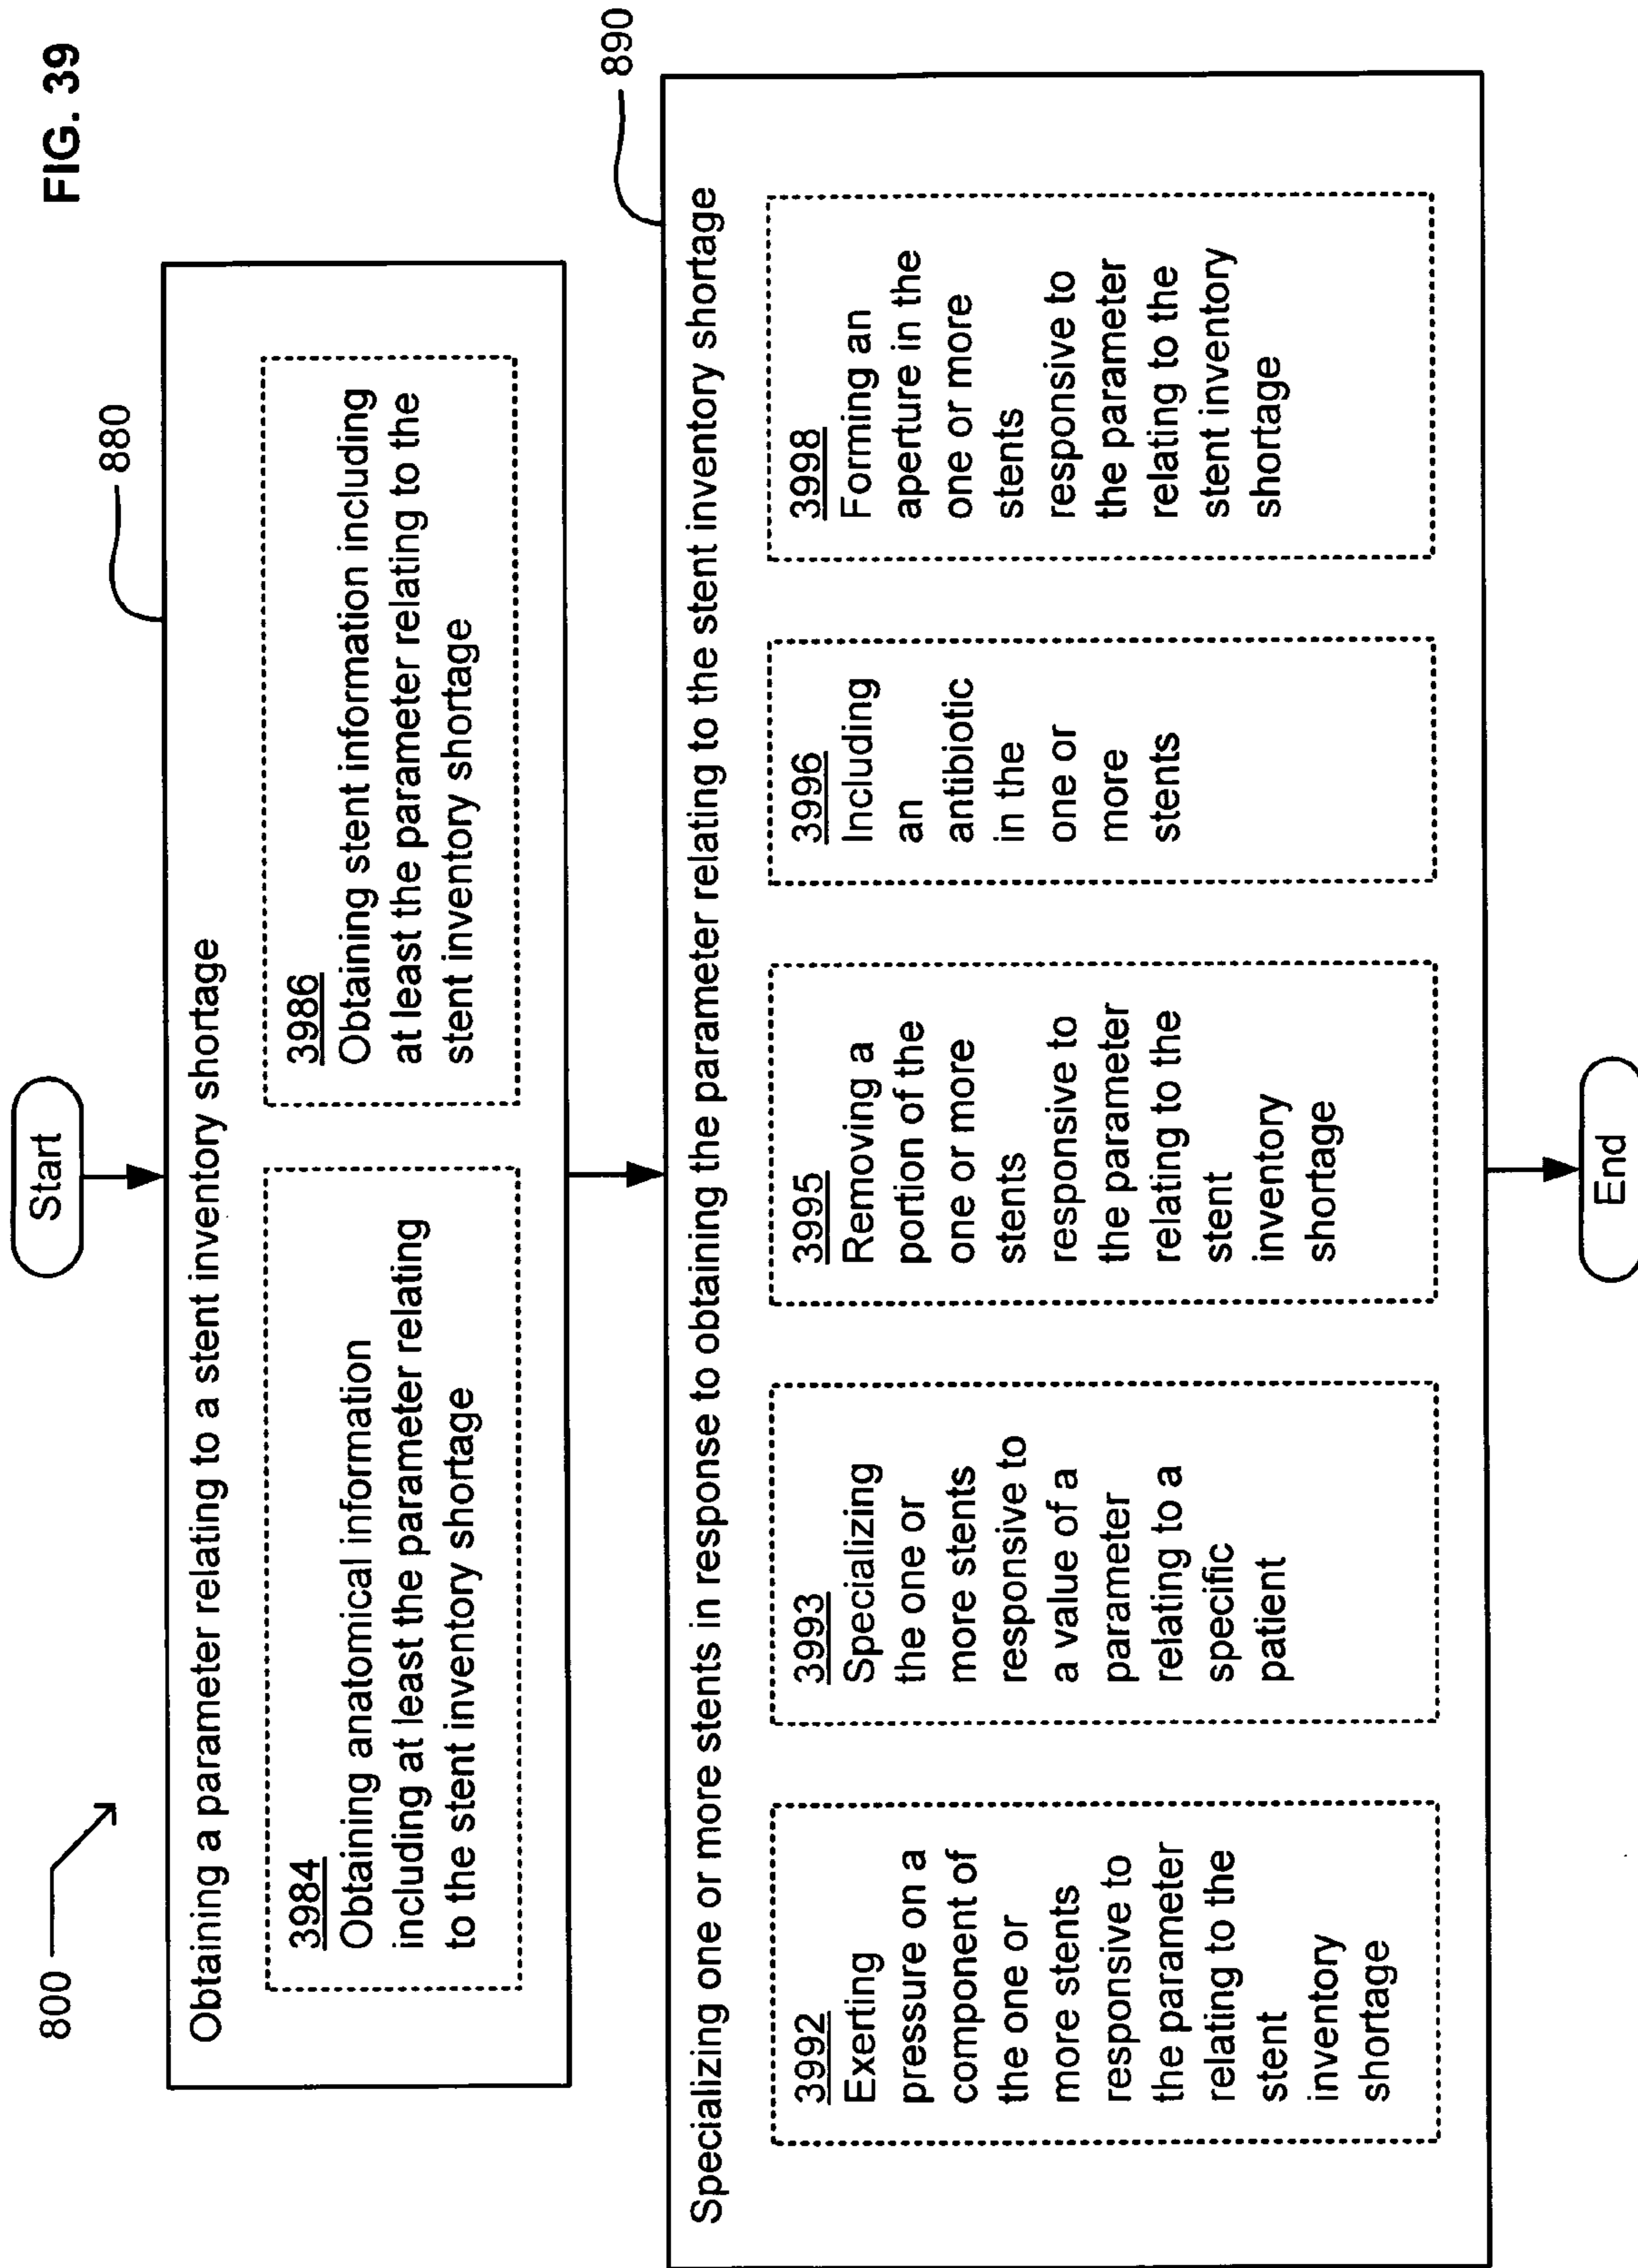 FIG. 39
800
Start
880
Obtaining a parameter relating to a stent inventory shortage
3984
Obtaining anatomical information
including at least the parameter relating
to the stent inventory shortage
3986
Obtaining stent information including
at least the parameter relating to the
stent inventory shortage
890
Specializing one or more stents in response to obtaining the parameter relating to the stent inventory shortage
3992
Exerting
pressure on a
component of
the one or
more stents
responsive to
the parameter
relating to the
stent
inventory
shortage
3993
Specializing
the one or
more stents
responsive to
a value of a
parameter
relating to a
specific
patient
3995
Removing a
portion of the
one or more
stents
responsive to
the parameter
relating to the
stent
inventory
shortage
3996
Including
an
antibiotic
in the
one or
more
stents
3998
Forming an
aperture in the
one or more
stents
responsive to
the parameter
relating to the
stent inventory
shortage
End